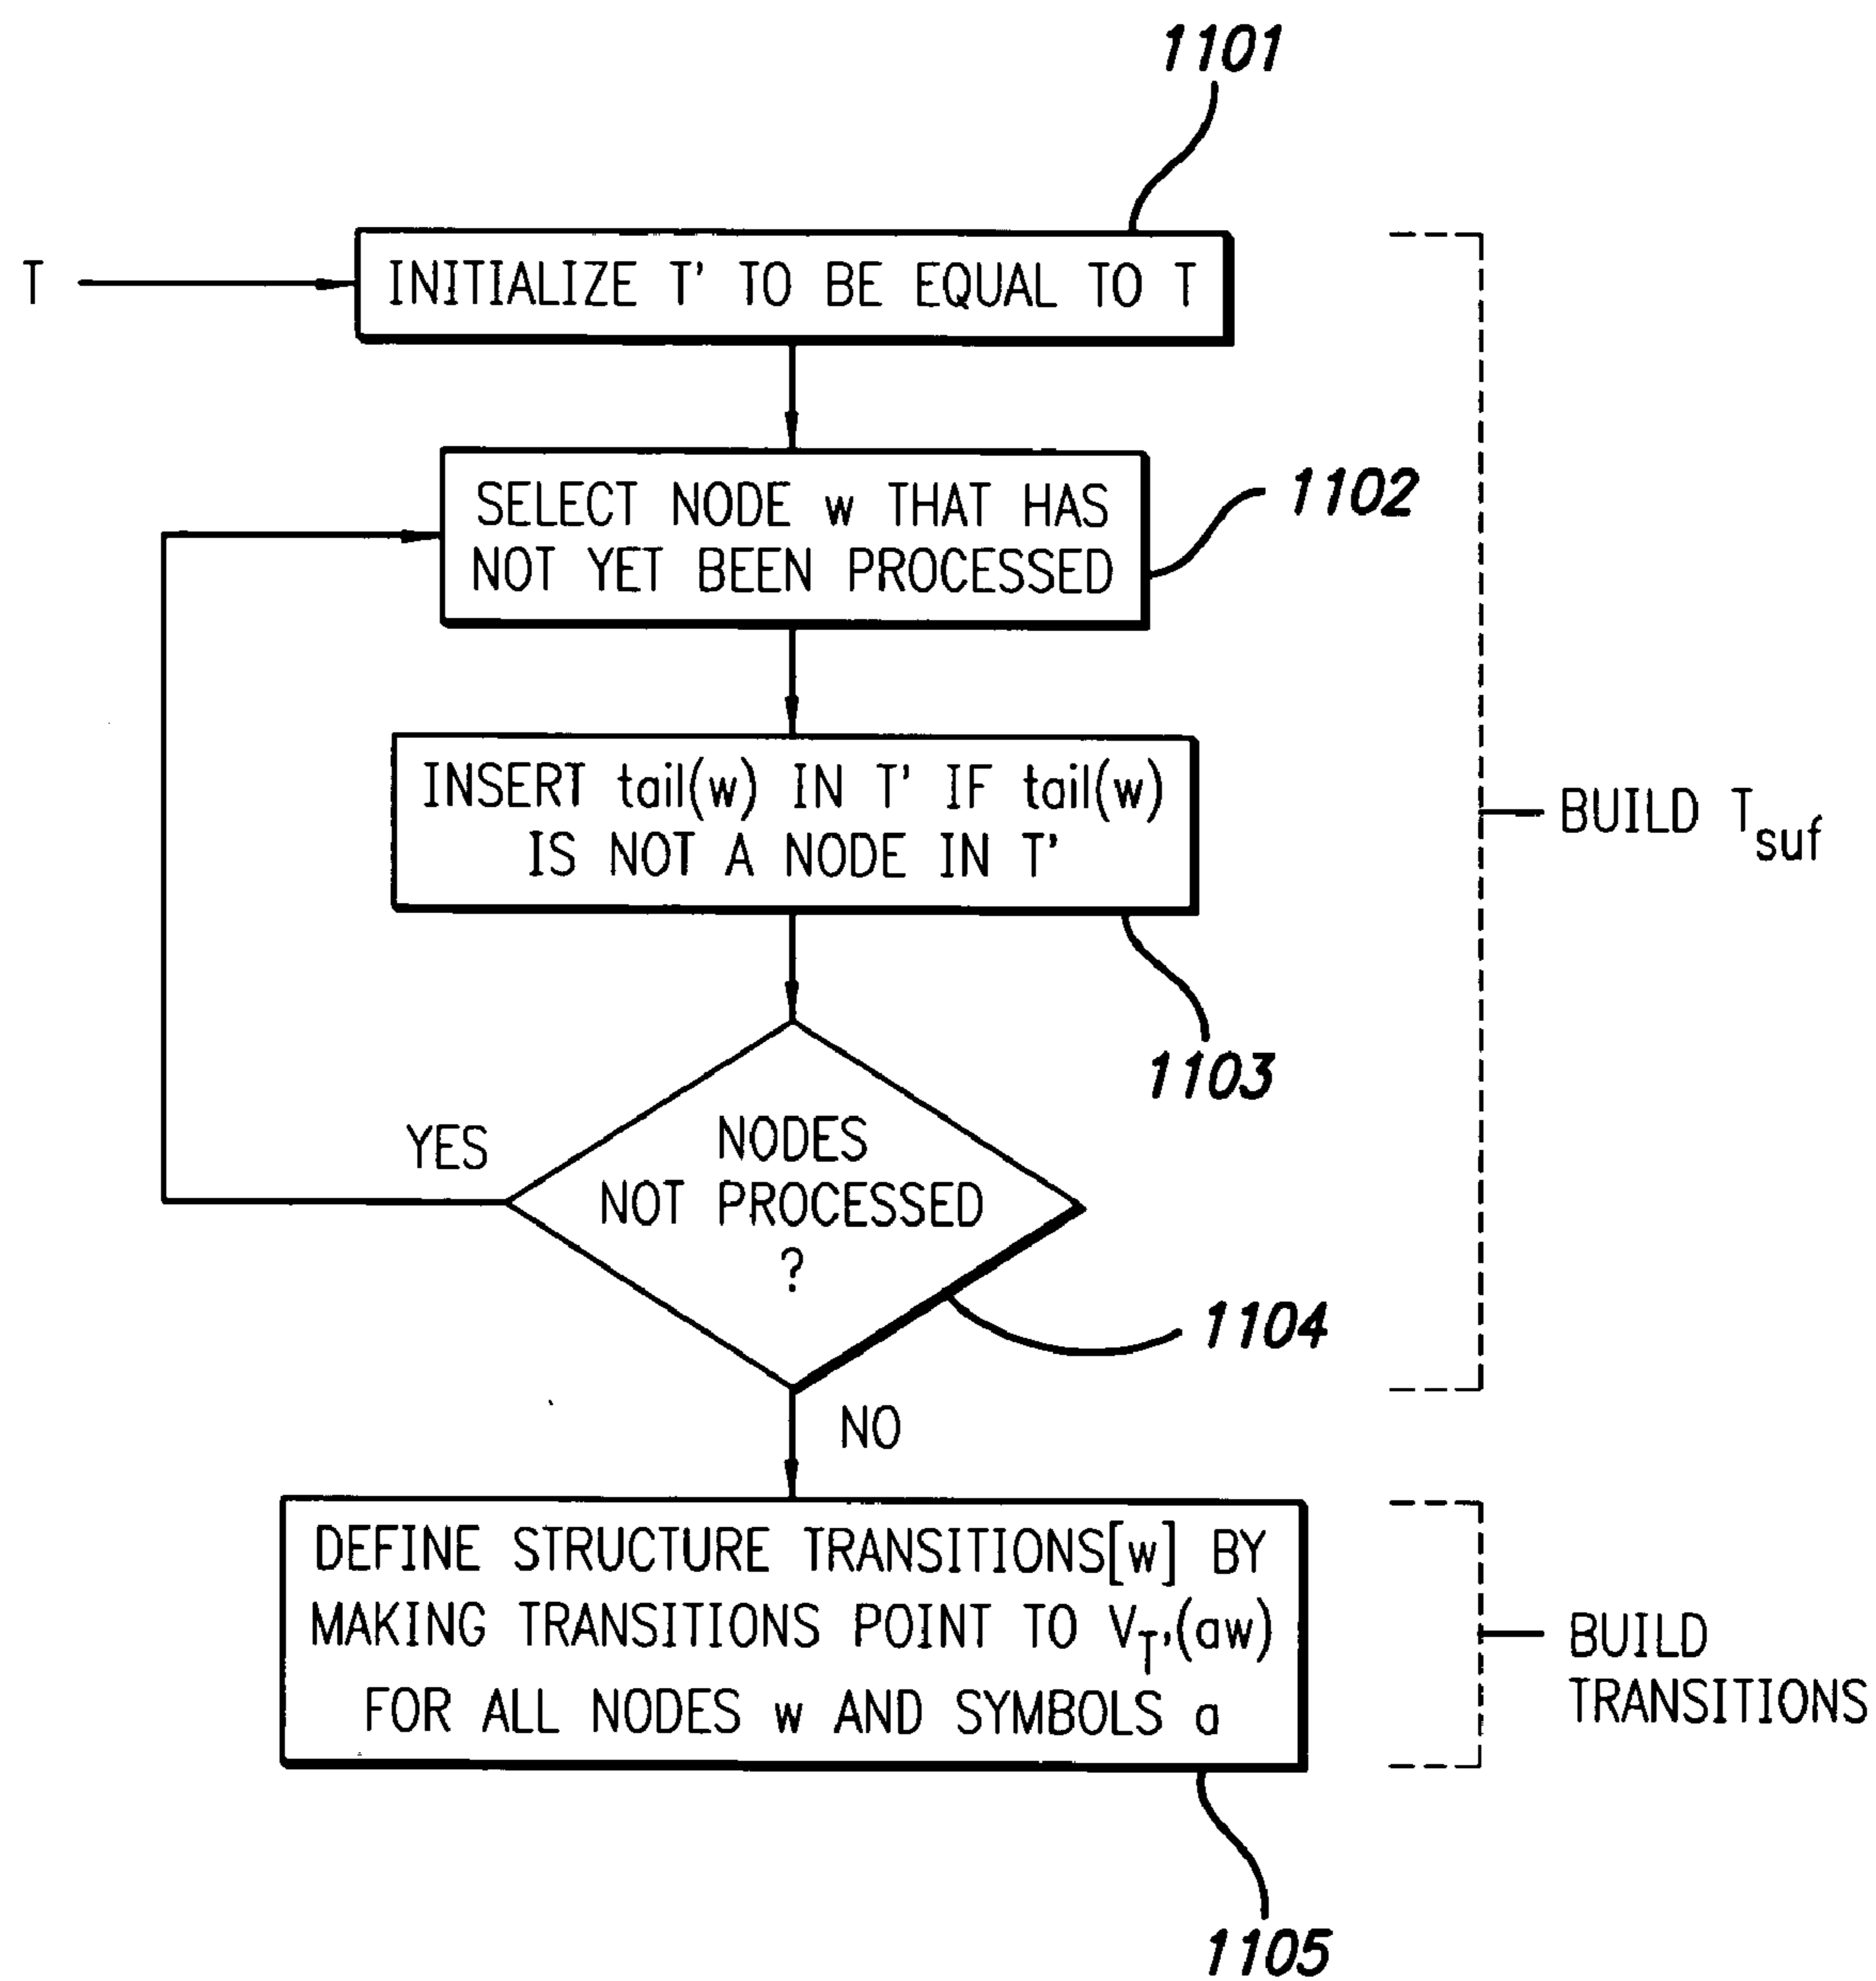 1101
T
INITIALIZE T' TO BE EQUAL TO T
SELECT NODE w THAT HAS
NOT YET BEEN PROCESSED
1102
INSERT tail(w) IN T' IF tail(w)
IS NOT A NODE IN T'
1103
BUILD Tsuf
YES
NODES
NOT PROCESSED
?
1104
NO
DEFINE STRUCTURE TRANSITIONS[w] BY
MAKING TRANSITIONS POINT TO VT'(aw)
FOR ALL NODES w AND SYMBOLS a
BUILD
TRANSITIONS
1105